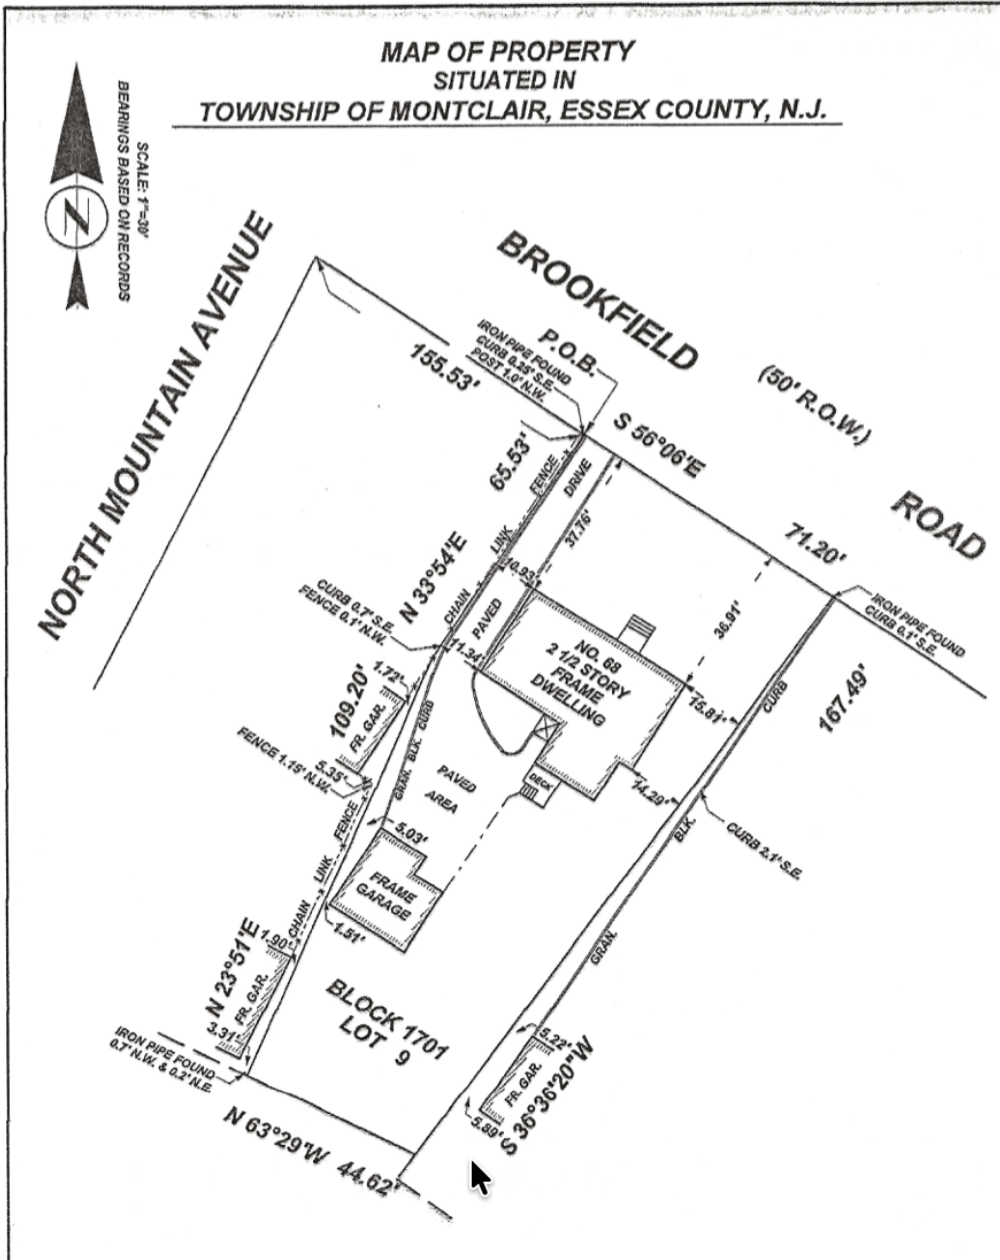 MAP OF PROPERTY
SITUATED IN
TOWNSHIP OF MONTCLAIR, ESSEX COUNTY, N.J.
SCALE: 1"=30'
BEARINGS BASED ON RECORDS
N
NORTH MOUNTAIN AVENUE
BROOKFIELD
ROAD
(50' R.O.W.)
P.O.B.
IRON PIPE FOUND
CURB 0.25' S.E.
POST 1.0' N.W.
155.53'
S 56°06'E
71.20'
65.53'
FENCE
DRIVE
37.76'
LINK
N 33°54'E
10.93'
CHAIN
PAVED
CURB 0.7' S.E.
FENCE 0.1' N.W.
11.34'
36.91'
IRON PIPE FOUND
CURB 0.1' S.E.
NO. 68
2 1/2 STORY
FRAME
DWELLING
15.81'
CURB
167.49'
1.72'
109.20'
FR. GAR.
GRAN. BLK. CURB
FENCE 1.15' N.W.
5.35'
PAVED
AREA
DECK
14.29'
BLK.
CURB 2.1' S.E.
FENCE
LINK
CHAIN
5.03'
FRAME
GARAGE
1.51'
GRAN.
N 23°51'E
1.90'
FR. GAR.
3.31'
BLOCK 1701
LOT 9
IRON PIPE FOUND
0.7' N.W. & 0.2' N.E.
5.22'
FR. GAR.
5.89'
S 36°36'20"W
N 63°29'W 44.62'